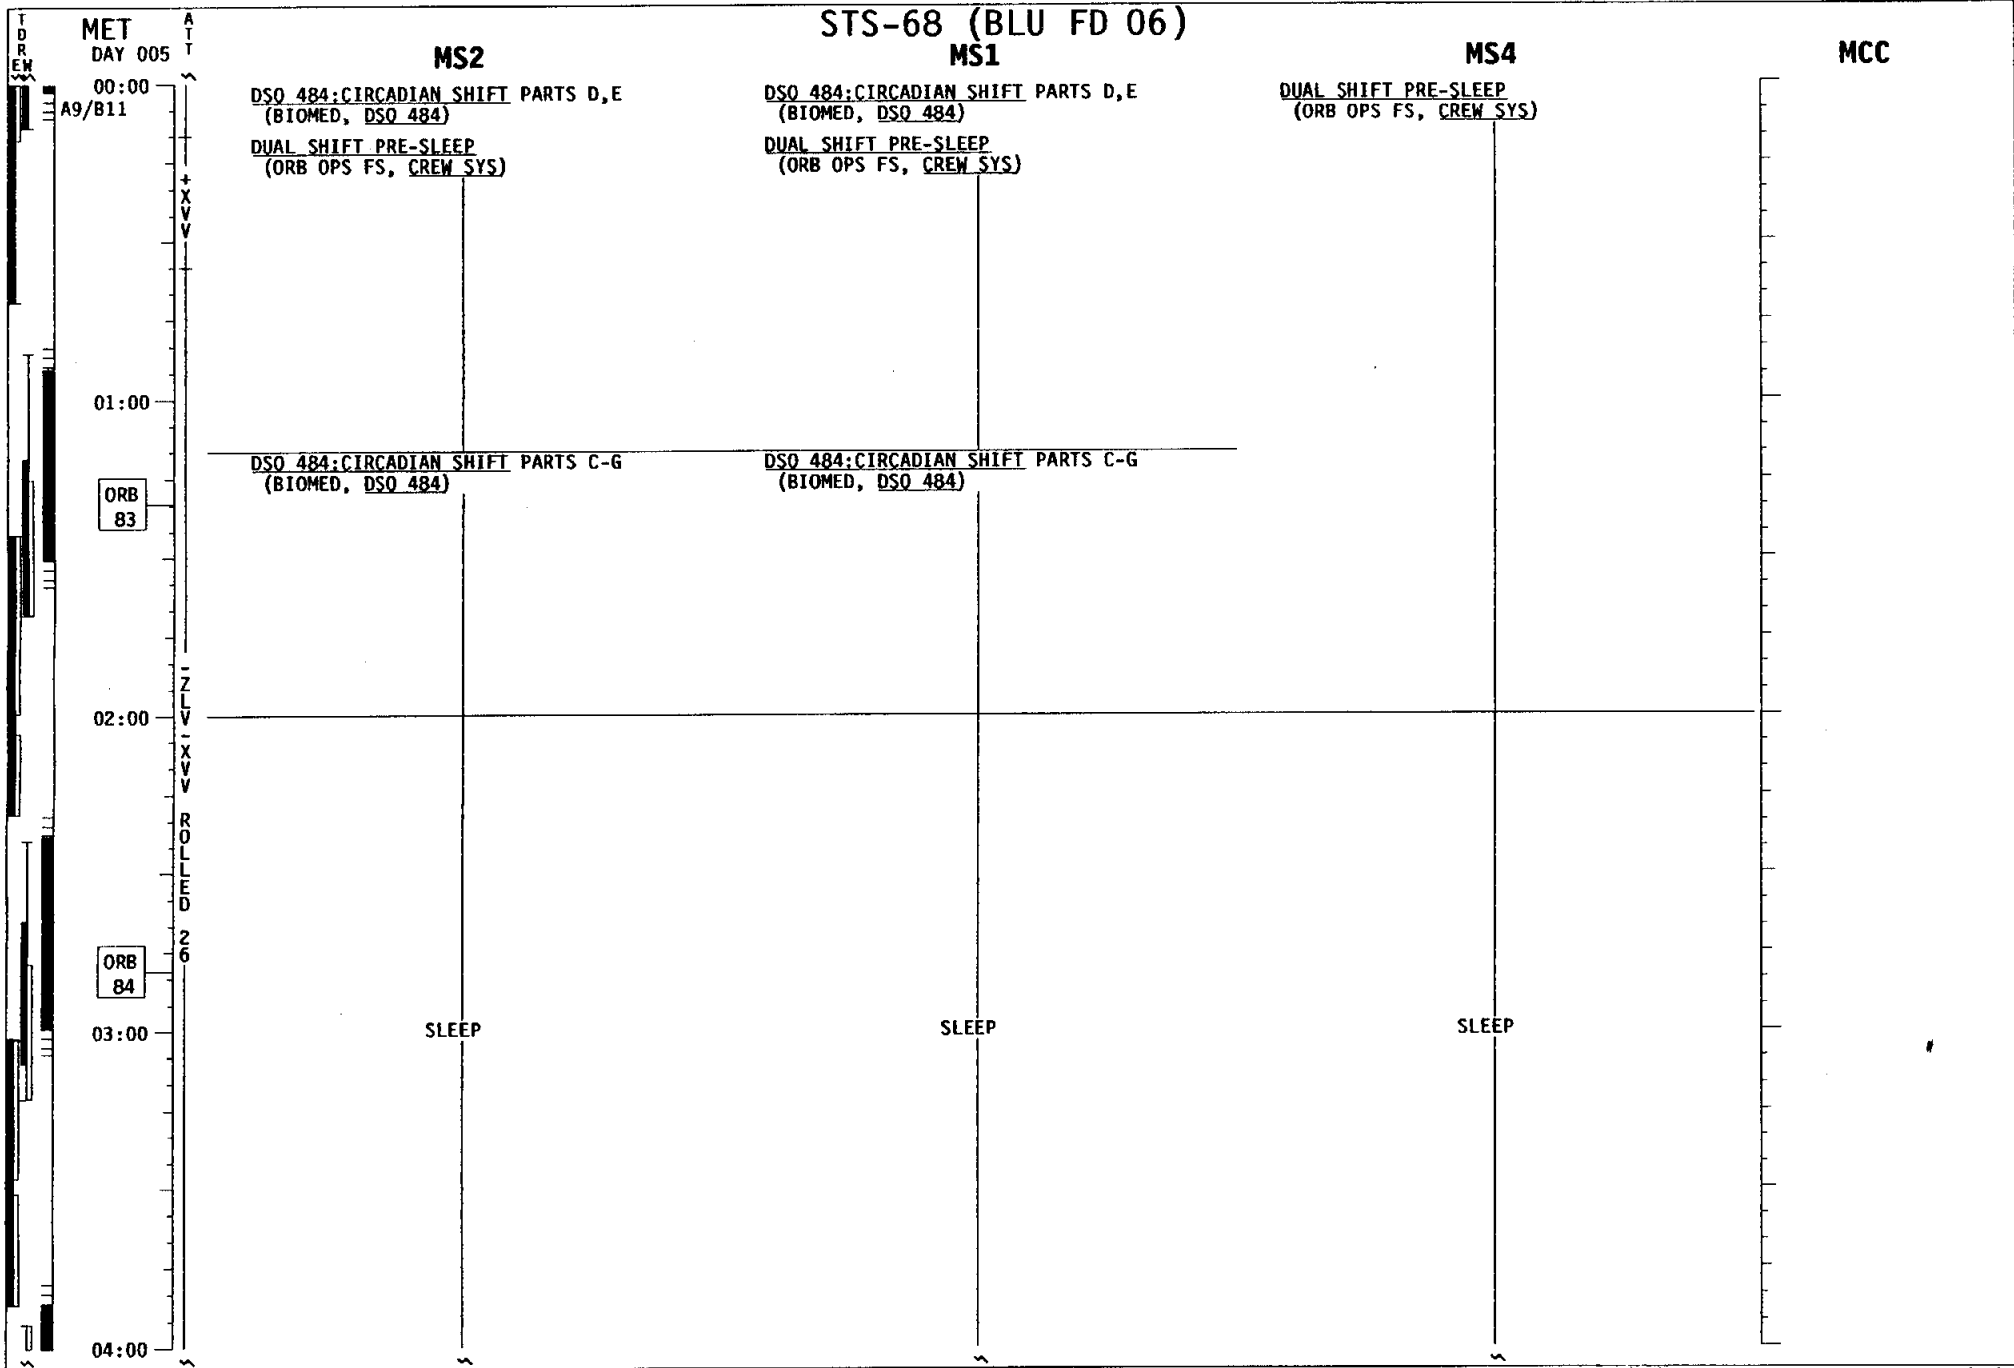 STS-68 (BLU FD 06)
TDRE W
MET
DAY 005
ATT
MS2
MS1
MS4
MCC
00:00
A9/B11
DSO 484:CIRCADIAN SHIFT PARTS D,E
(BIOMED, DSO 484)
DUAL SHIFT PRE-SLEEP
(ORB OPS FS, CREW SYS)
DSO 484:CIRCADIAN SHIFT PARTS D,E
(BIOMED, DSO 484)
DUAL SHIFT PRE-SLEEP
(ORB OPS FS, CREW SYS)
DUAL SHIFT PRE-SLEEP
(ORB OPS FS, CREW SYS)
+XVV
01:00
DSO 484:CIRCADIAN SHIFT PARTS C-G
(BIOMED, DSO 484)
DSO 484:CIRCADIAN SHIFT PARTS C-G
(BIOMED, DSO 484)
ORB
83
-ZLV -XVV ROLLED 26
02:00
ORB
84
03:00
SLEEP
SLEEP
SLEEP
04:00